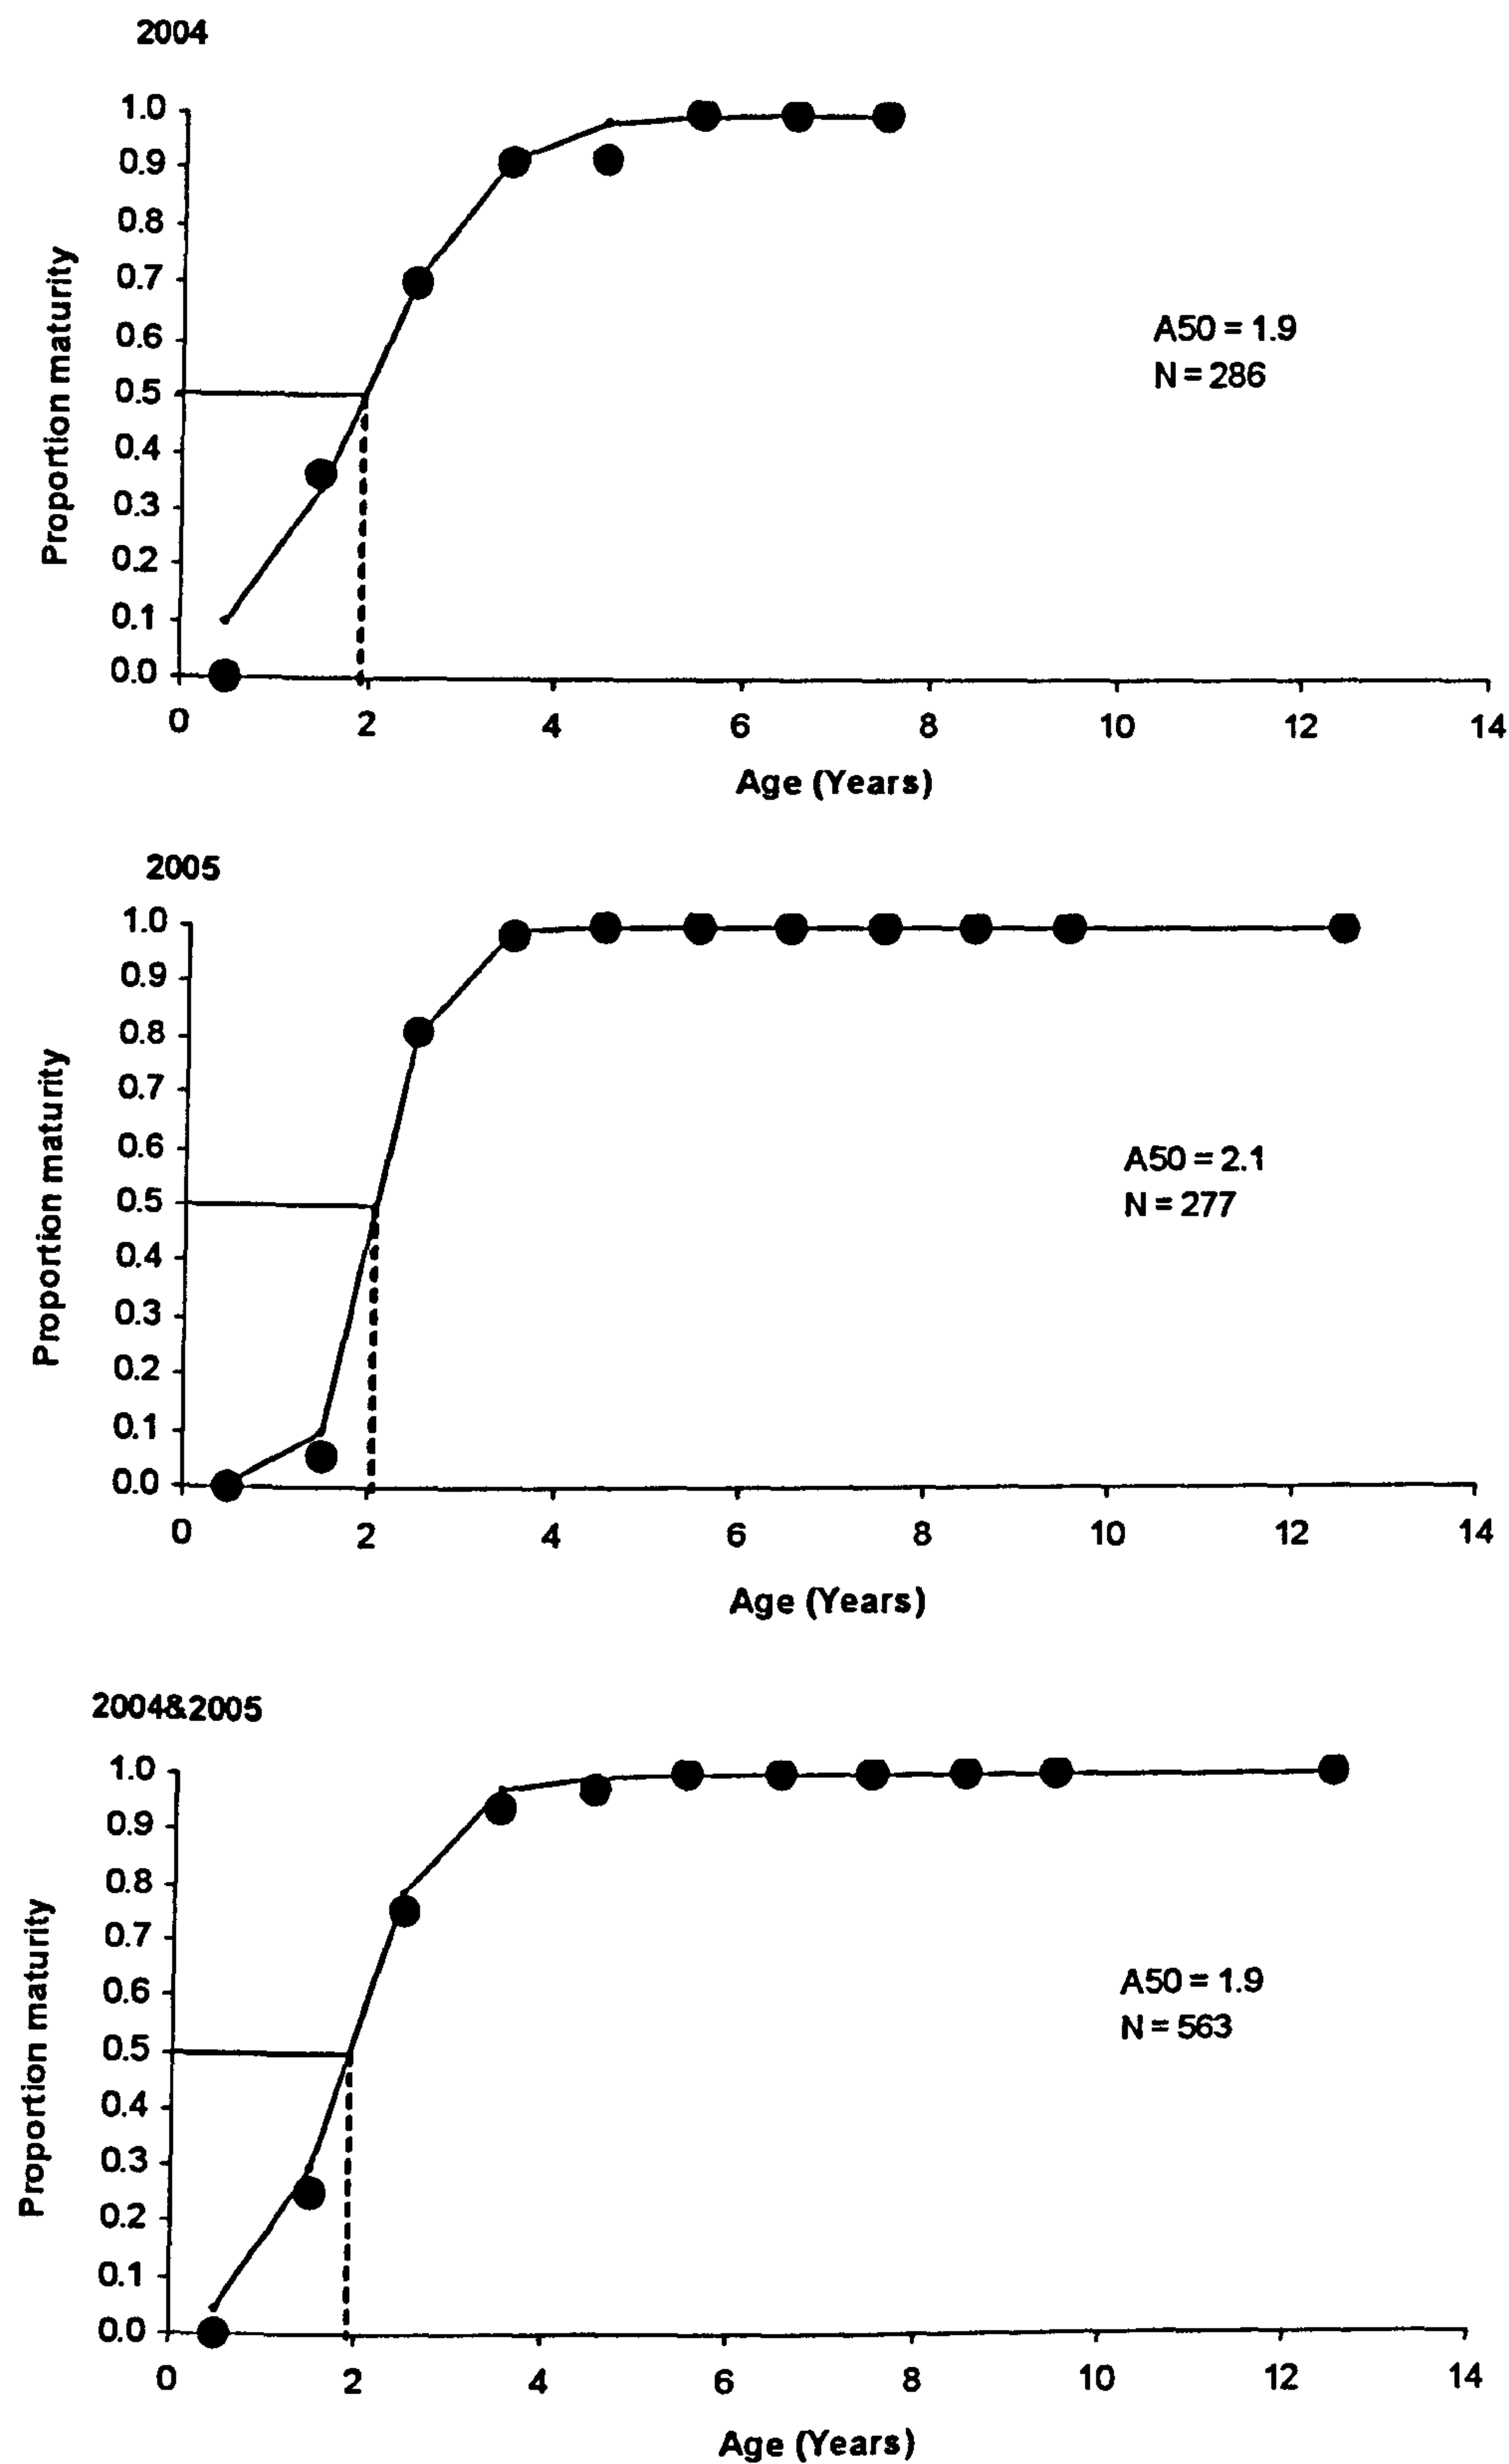 2004
1.0
0.9
0.8
0.7
0.6
0.5
0.4
0.3
0.2
0.1
0.0
Proportion maturity
A50 = 1.9
N = 286
0 2 4 6 8 10 12 14
Age (Years)
2005
1.0
0.9
0.8
0.7
0.6
0.5
0.4
0.3
0.2
0.1
0.0
Proportion maturity
A50 = 2.1
N = 277
0 2 4 6 8 10 12 14
Age (Years)
2004&2005
1.0
0.9
0.8
0.7
0.6
0.5
0.4
0.3
0.2
0.1
0.0
Proportion maturity
A50 = 1.9
N = 563
0 2 4 6 8 10 12 14
Age (Years)